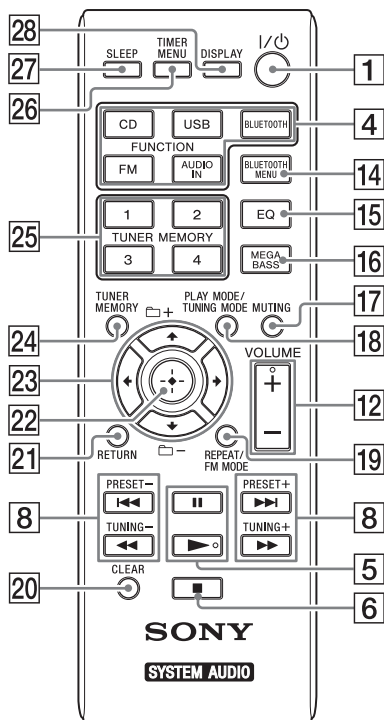 28
SLEEP
TIMER
MENU
DISPLAY
I/
27
26
1
CD
USB
BLUETOOTH
4
FUNCTION
FM
AUDIO
IN
BLUETOOTH
MENU
14
1
2
EQ
15
25
TUNER MEMORY
3
4
MEGA
BASS
16
TUNER
MEMORY
PLAY MODE/
TUNING MODE
MUTING
17
24
+
18
VOLUME
23
+
22
12
−
21
RETURN
−
REPEAT/
FM MODE
19
PRESET−
PRESET+
8
8
TUNING−
TUNING+
5
CLEAR
20
6
SONY
SYSTEM AUDIO